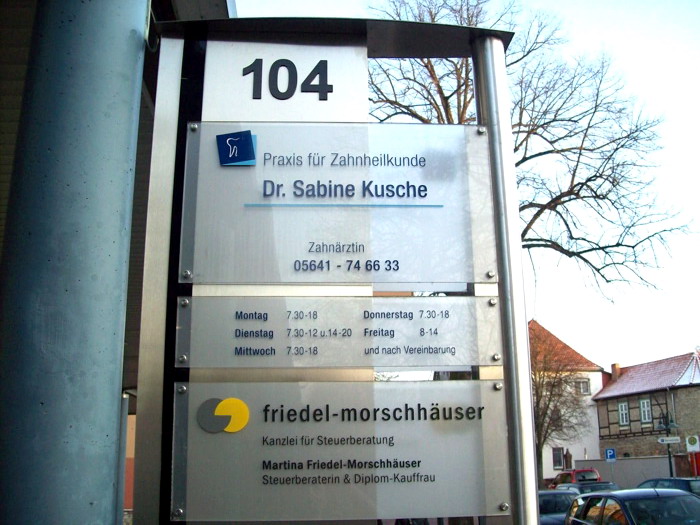 104
Praxis für Zahnheilkunde
Dr. Sabine Kusche
Zahnärztin
05641 - 74 66 33
Montag 7.30-18 Donnerstag 7.30-18
Dienstag 7.30-12 u.14-20 Freitag 8-14
Mittwoch 7.30-18 und nach Vereinbarung
friedel-morschhäuser
Kanzlei für Steuerberatung
Martina Friedel-Morschhäuser
Steuerberaterin & Diplom-Kauffrau
P
H